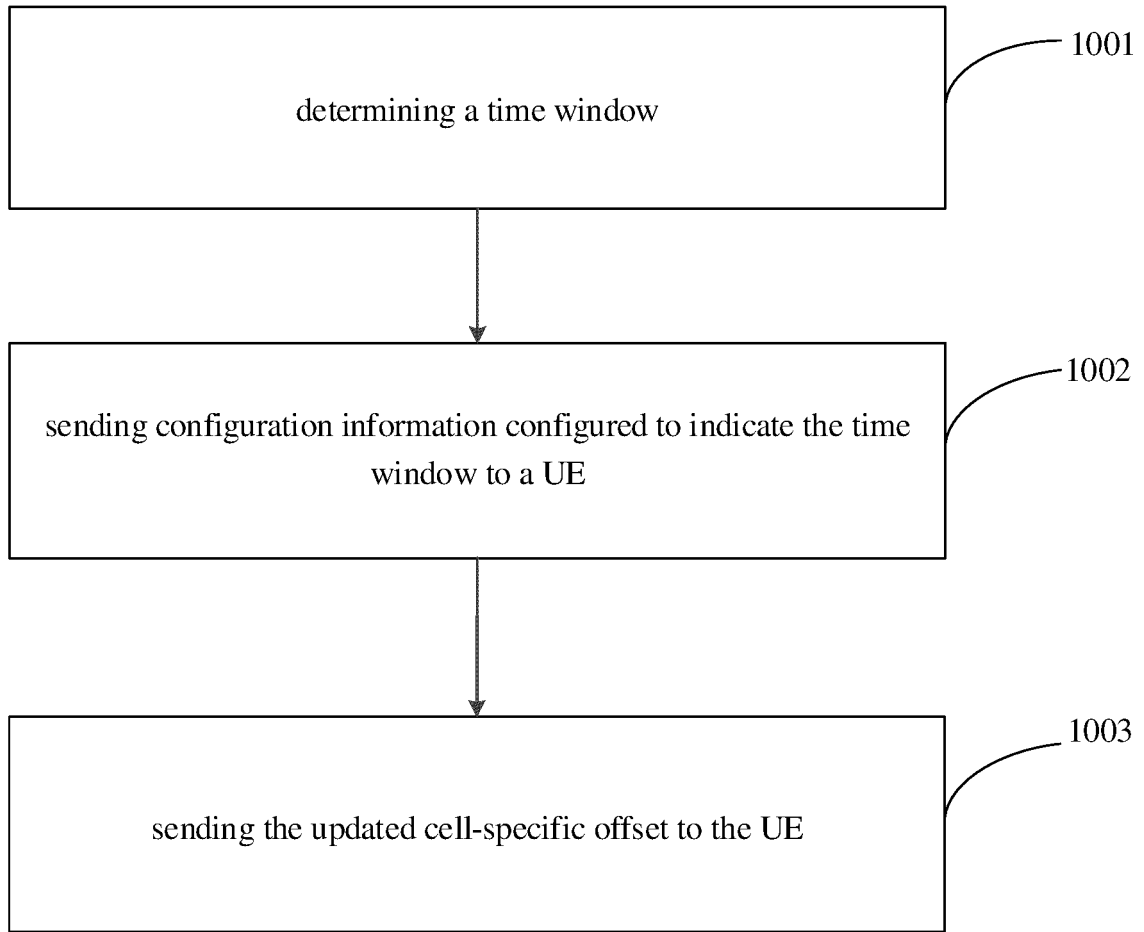 1001
determining a time window
1002
sending configuration information configured to indicate the time
window to a UE
1003
sending the updated cell-specific offset to the UE